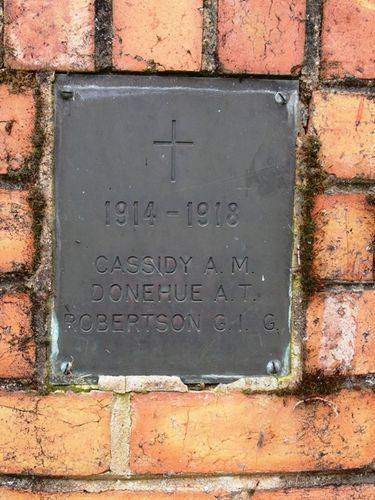 1914 - 1918
CASSIDY A. M.
DONEHUE A. T.
ROBERTSON G. I. G.